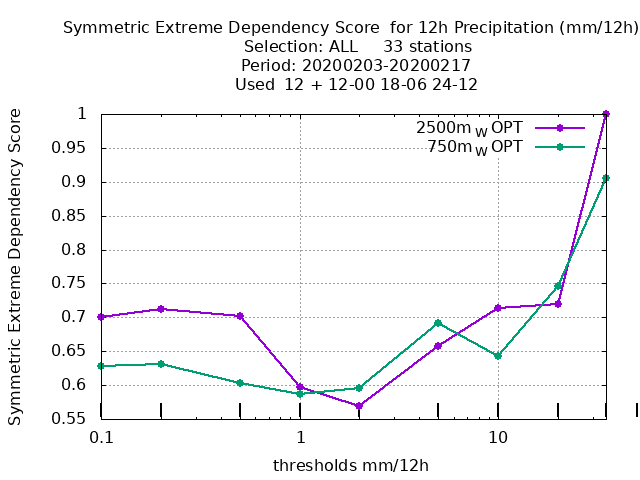 Symmetric Extreme Dependency Score  for 12h Precipitation (mm/12h)
Selection: ALL     33 stations
Period: 20200203-20200217
Used  12 + 12-00 18-06 24-12
Symmetric Extreme Dependency Score
1
0.95
0.9
0.85
0.8
0.75
0.7
0.65
0.6
0.55
2500m W OPT
750m W OPT
0.1 1 10
thresholds mm/12h